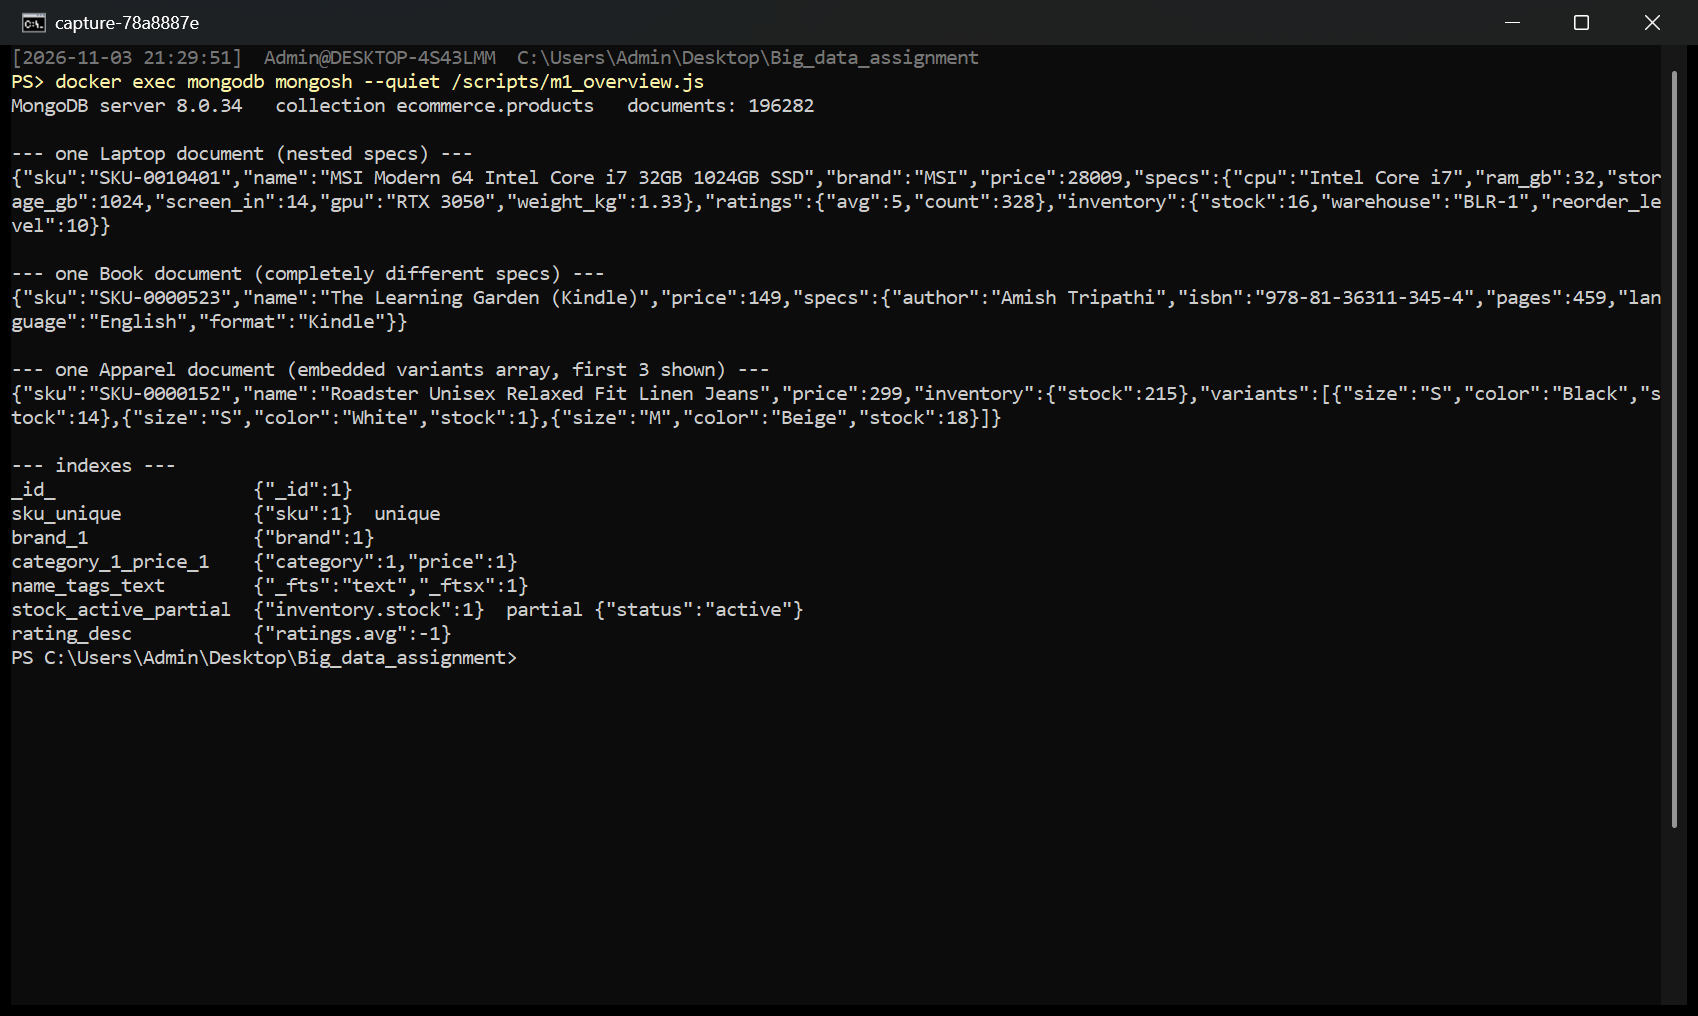 capture-78a8887e
[2026-11-03 21:29:51]  Admin@DESKTOP-4S43LMM  C:\Users\Admin\Desktop\Big_data_assignment
PS> docker exec mongodb mongosh --quiet /scripts/m1_overview.js
MongoDB server 8.0.34   collection ecommerce.products   documents: 196282
--- one Laptop document (nested specs) ---
{"sku":"SKU-0010401","name":"MSI Modern 64 Intel Core i7 32GB 1024GB SSD","brand":"MSI","price":28009,"specs":{"cpu":"Intel Core i7","ram_gb":32,"stor
age_gb":1024,"screen_in":14,"gpu":"RTX 3050","weight_kg":1.33},"ratings":{"avg":5,"count":328},"inventory":{"stock":16,"warehouse":"BLR-1","reorder_le
vel":10}}
--- one Book document (completely different specs) ---
{"sku":"SKU-0000523","name":"The Learning Garden (Kindle)","price":149,"specs":{"author":"Amish Tripathi","isbn":"978-81-36311-345-4","pages":459,"lan
guage":"English","format":"Kindle"}}
--- one Apparel document (embedded variants array, first 3 shown) ---
{"sku":"SKU-0000152","name":"Roadster Unisex Relaxed Fit Linen Jeans","price":299,"inventory":{"stock":215},"variants":[{"size":"S","color":"Black","s
tock":14},{"size":"S","color":"White","stock":1},{"size":"M","color":"Beige","stock":18}]}
--- indexes ---
_id_                  {"_id":1}
sku_unique            {"sku":1}  unique
brand_1               {"brand":1}
category_1_price_1    {"category":1,"price":1}
name_tags_text        {"_fts":"text","_ftsx":1}
stock_active_partial  {"inventory.stock":1}  partial {"status":"active"}
rating_desc           {"ratings.avg":-1}
PS C:\Users\Admin\Desktop\Big_data_assignment>